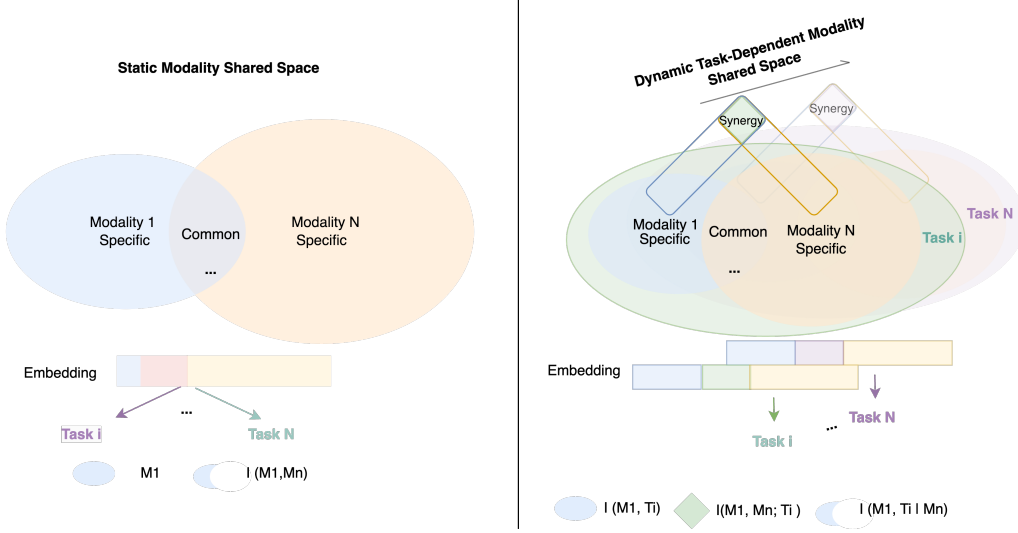 Static Modality Shared Space
Modality 1
Specific
Common
...
Modality N
Specific
Embedding
...
Task i
Task N
M1
I (M1,Mn)
Dynamic Task-Dependent Modality
Shared Space
Synergy
Synergy
Modality 1
Specific
Common
...
Modality N
Specific
Task i
Task N
Embedding
Task i
...
Task N
I (M1, Ti)
I(M1, Mn; Ti )
I (M1, Ti I Mn)